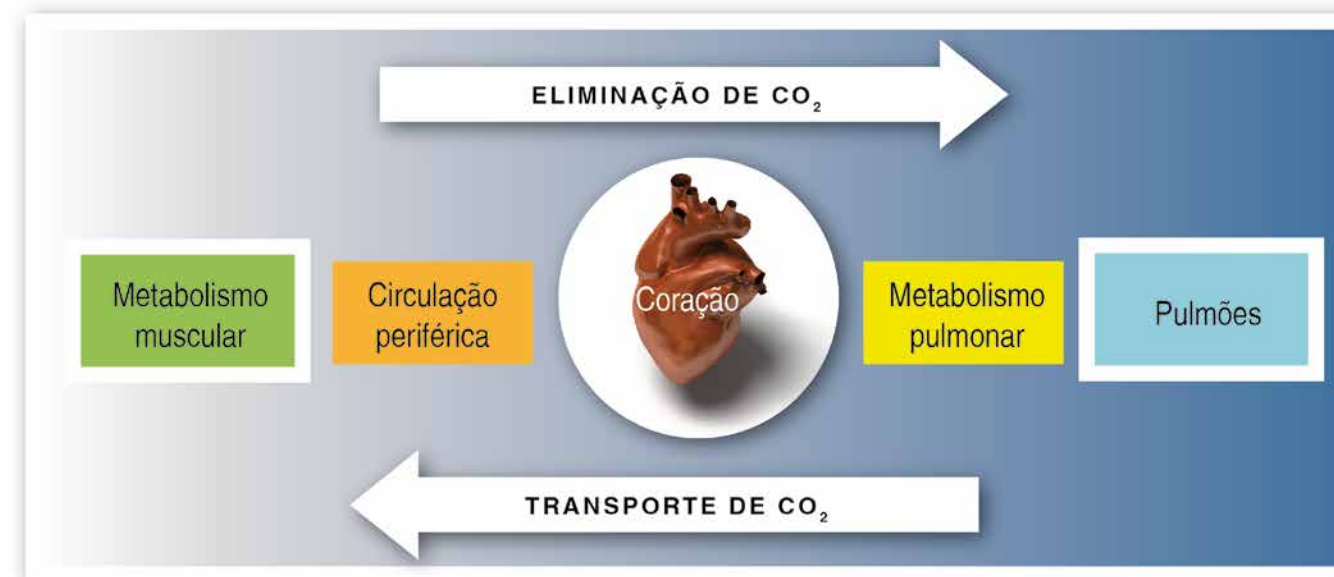 ELIMINAÇÃO DE CO₂
Metabolismo
muscular
Circulação
periférica
Coração
Metabolismo
pulmonar
Pulmões
TRANSPORTE DE CO₂